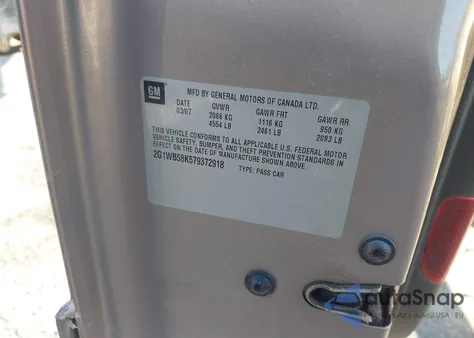 GM
MFD BY GENERAL MOTORS OF CANADA LTD.
DATE GVWR GAWR FRT GAWR RR
03/07 2066 KG 1116 KG 950 KG
4554 LB 2461 LB 2093 LB
THIS VEHICLE CONFORMS TO ALL APPLICABLE U.S. FEDERAL MOTOR
VEHICLE SAFETY, BUMPER, AND THEFT PREVENTION STANDARDS IN
EFFECT ON THE DATE OF MANUFACTURE SHOWN ABOVE.
2G1WB58K579372918 TYPE: PASS CAR
AutaSnap